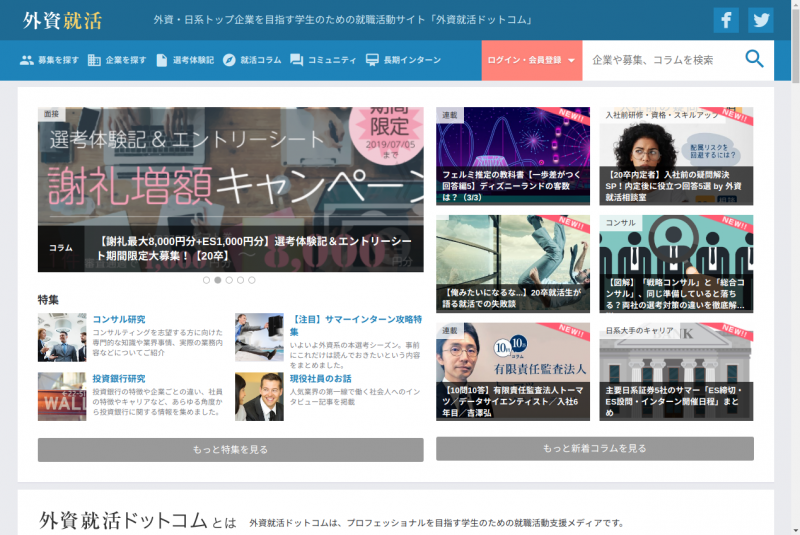 外資就活
外資・日系トップ企業を目指す学生のための就職活動サイト「外資就活ドットコム」
募集を探す
企業を探す
選考体験記
就活コラム
コミュニティ
長期インターン
ログイン・会員登録
企業や募集、コラムを検索
面接
期間
限定
2019/07/05
まで
選考体験記＆エントリーシート
謝礼増額キャンペーン
コラム
【謝礼最大8,000円分+ES1,000円分】選考体験記＆エントリーシー
ト期間限定大募集！【20卒】
連載
NEW!!
フェルミ推定の教科書【一歩差がつく
回答編5】ディズニーランドの客数
は？（3/3）
入社前研修・資格・スキルアップ
NEW!!
配属リスクを
回避するには？
【20卒内定者】入社前の疑問解決
SP！内定後に役立つ回答5選 by 外資
就活相談室
NEW!!
【俺みたいになるな...】20卒就活生が
語る就活での失敗談
コンサル
NEW!!
【図解】「戦略コンサル」と「総合コ
ンサル」、同じ準備していると落ち
る？両社の選考対策の違いを徹底解...
連載
NEW!!
10問
10答
コラム
有限責任監査法人
【10問10答】有限責任監査法人トーマ
ツ／データサイエンティスト／入社6
年目／吉澤弘
日系大手のキャリア
NEW!!
BANK
主要日系証券5社のサマー「ES締切・
ES設問・インターン開催日程」まと
め
特集
コンサル研究
コンサルティングを志望する方に向けた
専門的な知識や業界事情、実際の業務内
容などについてご紹介
【注目】サマーインターン攻略特
集
いよいよ外資系の本選考シーズン。事前
にこれだけは読んでおきたいという内容
をまとめました。
WALL
投資銀行研究
投資銀行の特徴や企業ごとの違い、社員
の特徴やキャリアなど、あらゆる角度か
ら投資銀行に関する情報を集めました。
現役社員のお話
人気業界の第一線で働く社会人へのイン
タビュー記事を掲載
もっと特集を見る
もっと新着コラムを見る
外資就活ドットコムとは
外資就活ドットコムは、プロフェッショナルを目指す学生のための就職活動支援メディアです。